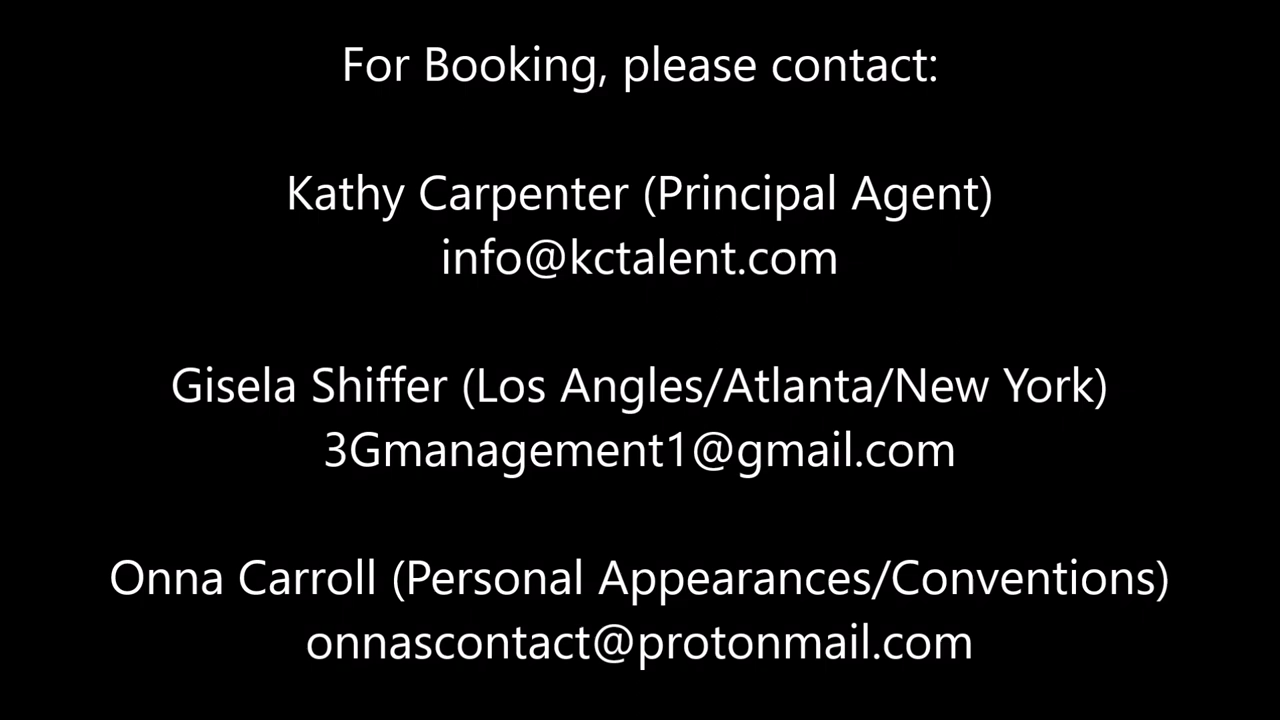 For Booking, please contact:
Kathy Carpenter (Principal Agent)
info@kctalent.com
Gisela Shiffer (Los Angles/Atlanta/New York)
3Gmanagement1@gmail.com
Onna Carroll (Personal Appearances/Conventions)
onnascontact@protonmail.com